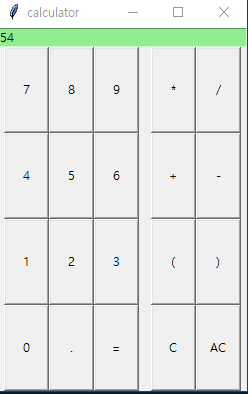 calculator
54
7 8 9 * /
4 5 6 + -
1 2 3 ( )
0 . = C AC